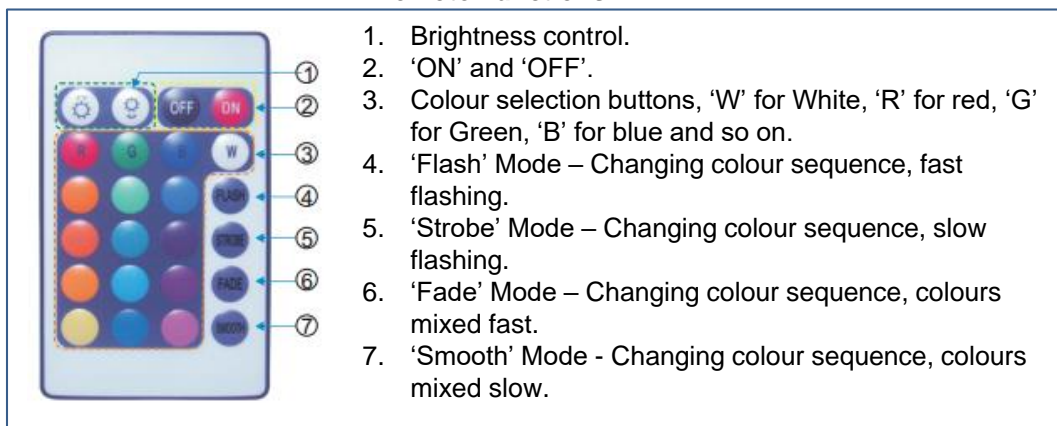 1. Brightness control.
2. ‘ON’ and ‘OFF’.
3. Colour selection buttons, ‘W’ for White, ‘R’ for red, ‘G’
for Green, ‘B’ for blue and so on.
4. ‘Flash’ Mode – Changing colour sequence, fast
flashing.
5. ‘Strobe’ Mode – Changing colour sequence, slow
flashing.
6. ‘Fade’ Mode – Changing colour sequence, colours
mixed fast.
7. ‘Smooth’ Mode - Changing colour sequence, colours
mixed slow.
①
OFF ON ②
R G B W ③
FLASH ④
STROBE ⑤
FADE ⑥
SMOOTH ⑦